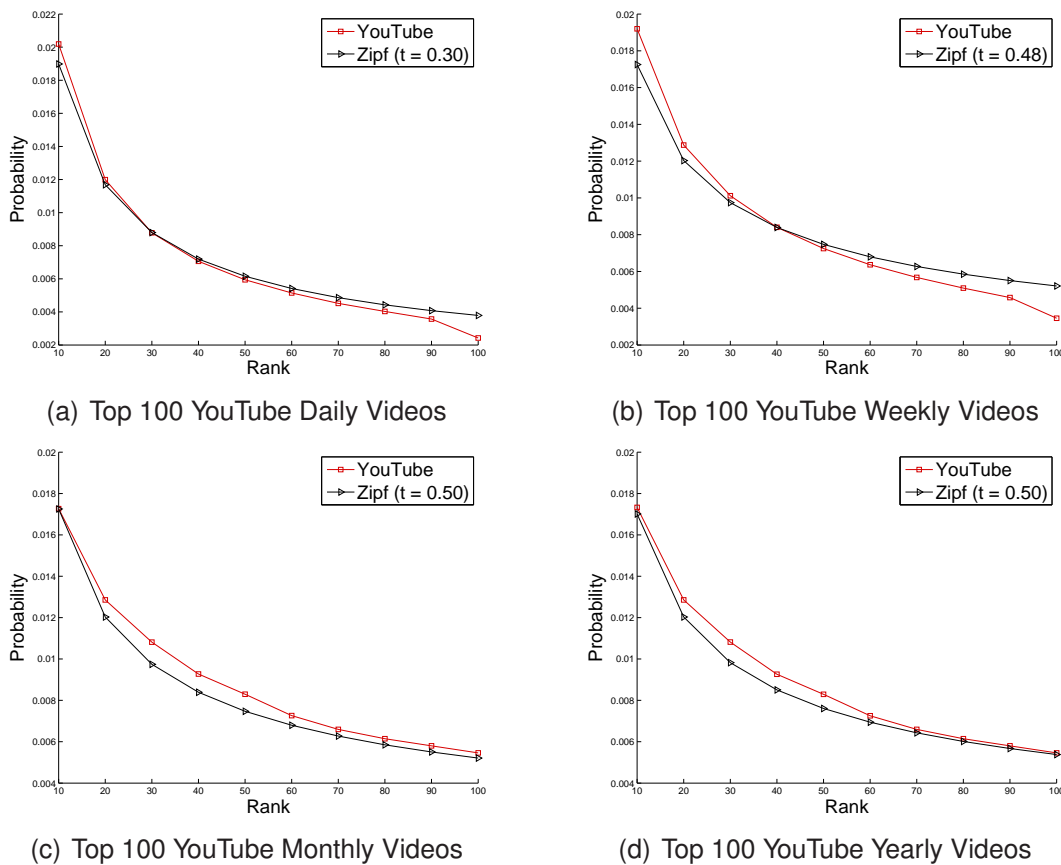 0.022
0.02
0.018
0.016
0.014
0.012
0.01
0.008
0.006
0.004
0.002
Probability
YouTube
Zipf (t = 0.30)
10 20 30 40 50 60 70 80 90 100
Rank
(a) Top 100 YouTube Daily Videos
0.02
0.018
0.016
0.014
0.012
0.01
0.008
0.006
0.004
0.002
Probability
YouTube
Zipf (t = 0.48)
10 20 30 40 50 60 70 80 90 100
Rank
(b) Top 100 YouTube Weekly Videos
0.02
0.018
0.016
0.014
0.012
0.01
0.008
0.006
0.004
Probability
YouTube
Zipf (t = 0.50)
10 20 30 40 50 60 70 80 90 100
Rank
(c) Top 100 YouTube Monthly Videos
0.02
0.018
0.016
0.014
0.012
0.01
0.008
0.006
0.004
Probability
YouTube
Zipf (t = 0.50)
10 20 30 40 50 60 70 80 90 100
Rank
(d) Top 100 YouTube Yearly Videos